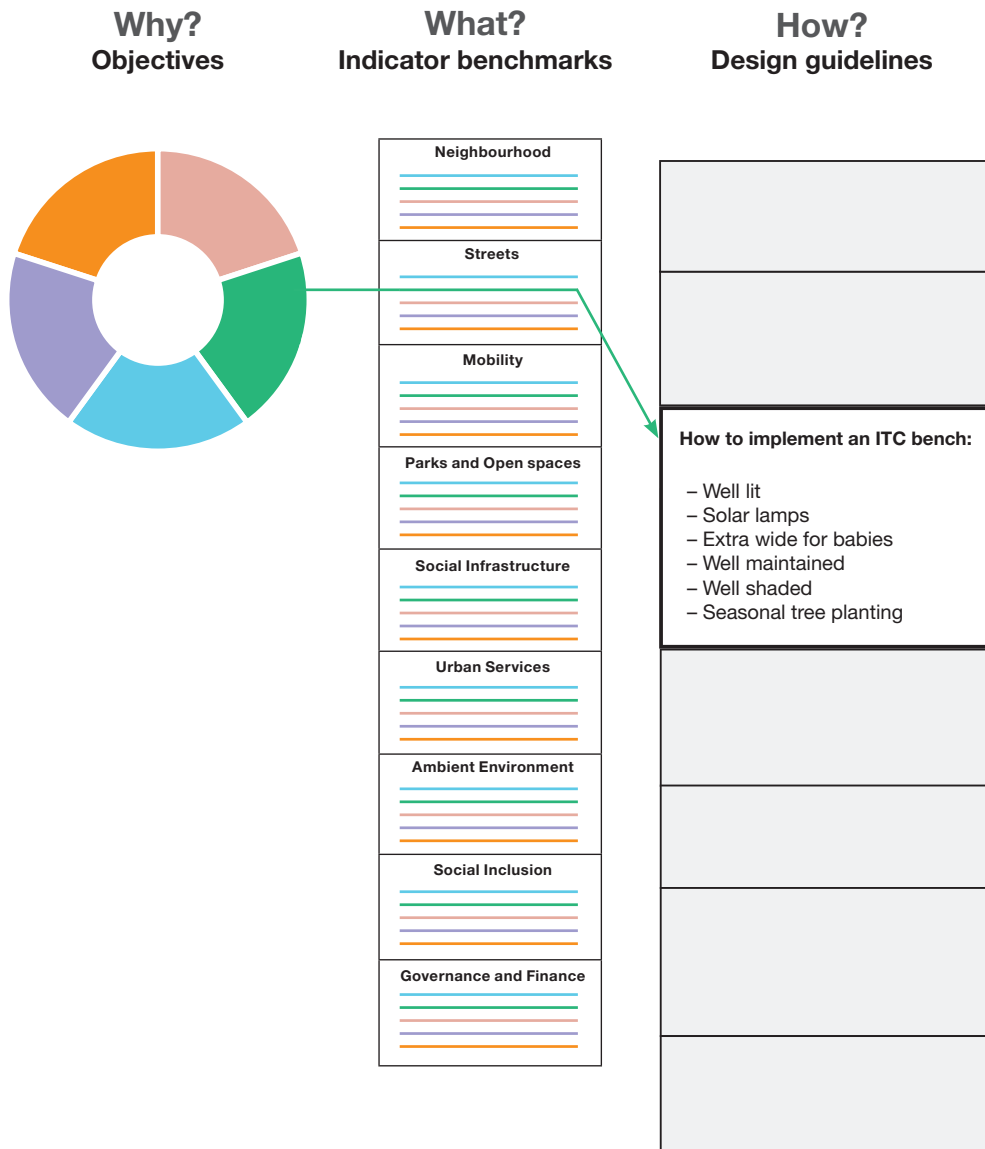 Why?
Objectives
What?
Indicator benchmarks
How?
Design guidelines
Neighbourhood
Streets
Mobility
Parks and Open spaces
Social Infrastructure
Urban Services
Ambient Environment
Social Inclusion
Governance and Finance
How to implement an ITC bench:
– Well lit
– Solar lamps
– Extra wide for babies
– Well maintained
– Well shaded
– Seasonal tree planting